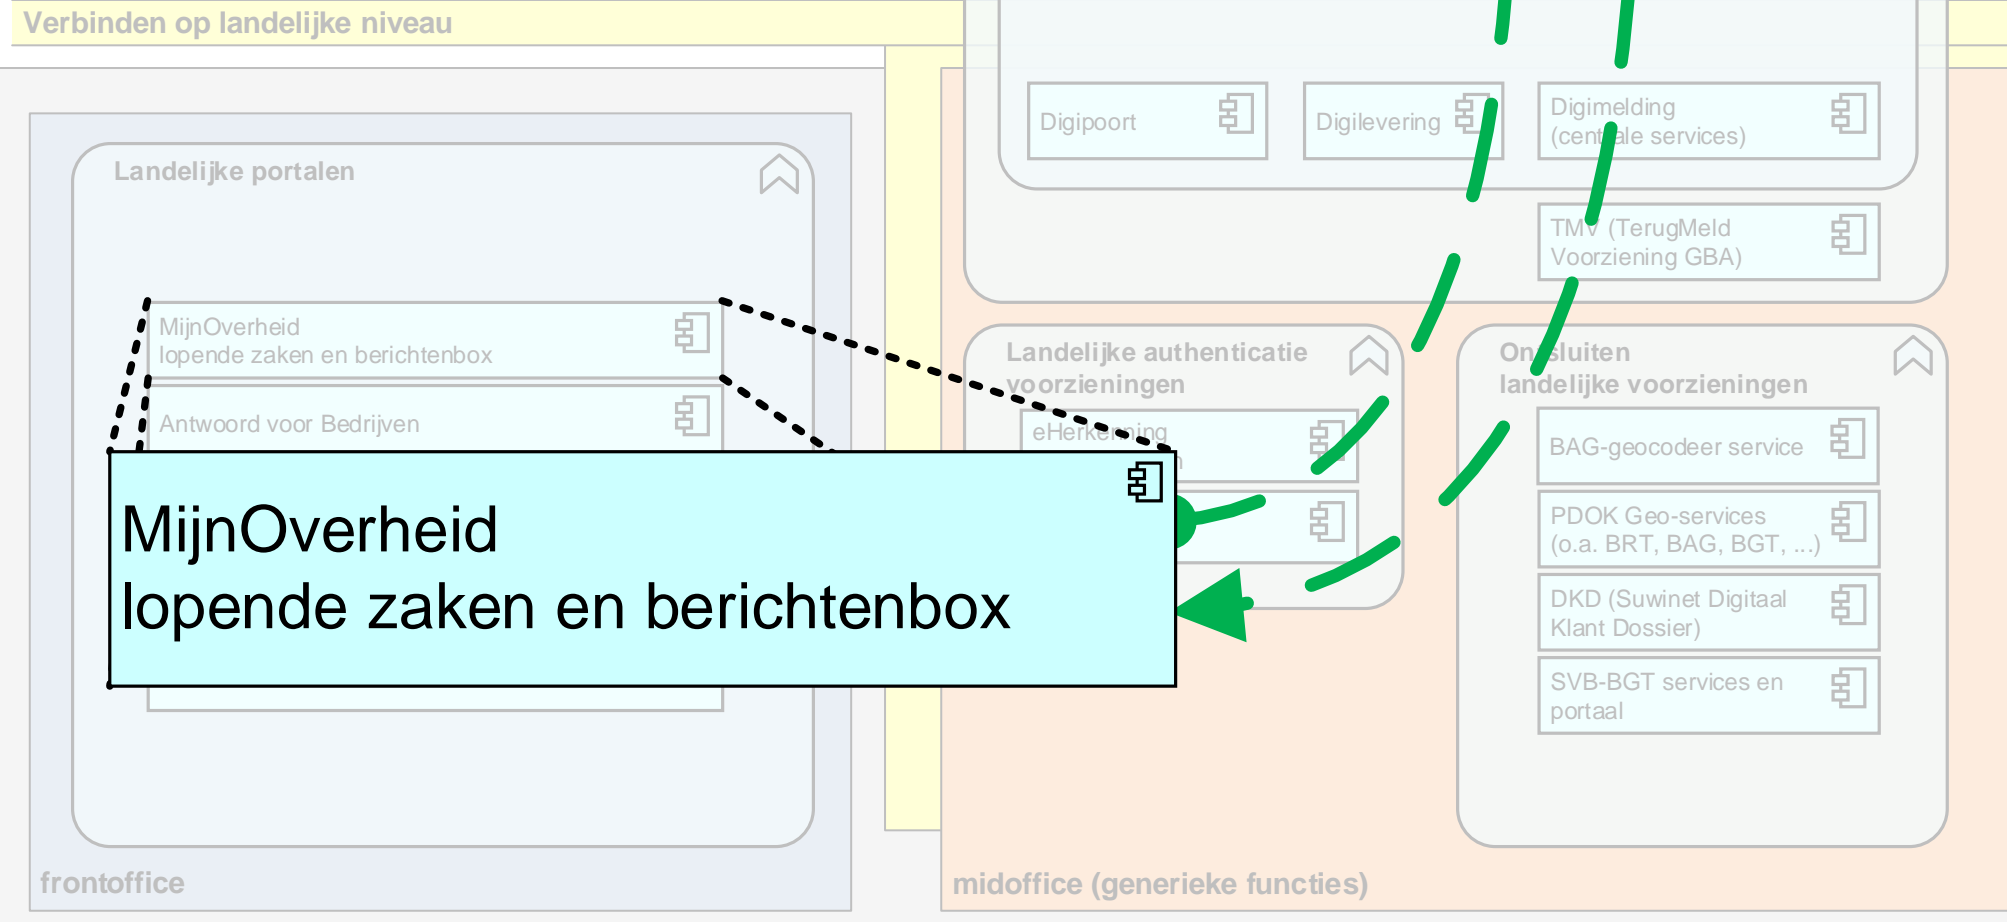 Verbinden op landelijke niveau
Digipoort
Digilevering
Digimelding
(centrale services)
Landelijke portalen
TMV (TerugMeld
Voorziening GBA)
MijnOverheid
lopende zaken en berichtenbox
Antwoord voor Bedrijven
Landelijke authenticatie
voorzieningen
eHerkenning
Ontsluiten
landelijke voorzieningen
BAG-geocodeer service
PDOK Geo-services
(o.a. BRT, BAG, BGT, ...)
DKD (Suwinet Digitaal
Klant Dossier)
SVB-BGT services en
portaal
MijnOverheid
lopende zaken en berichtenbox
frontoffice
midoffice (generieke functies)